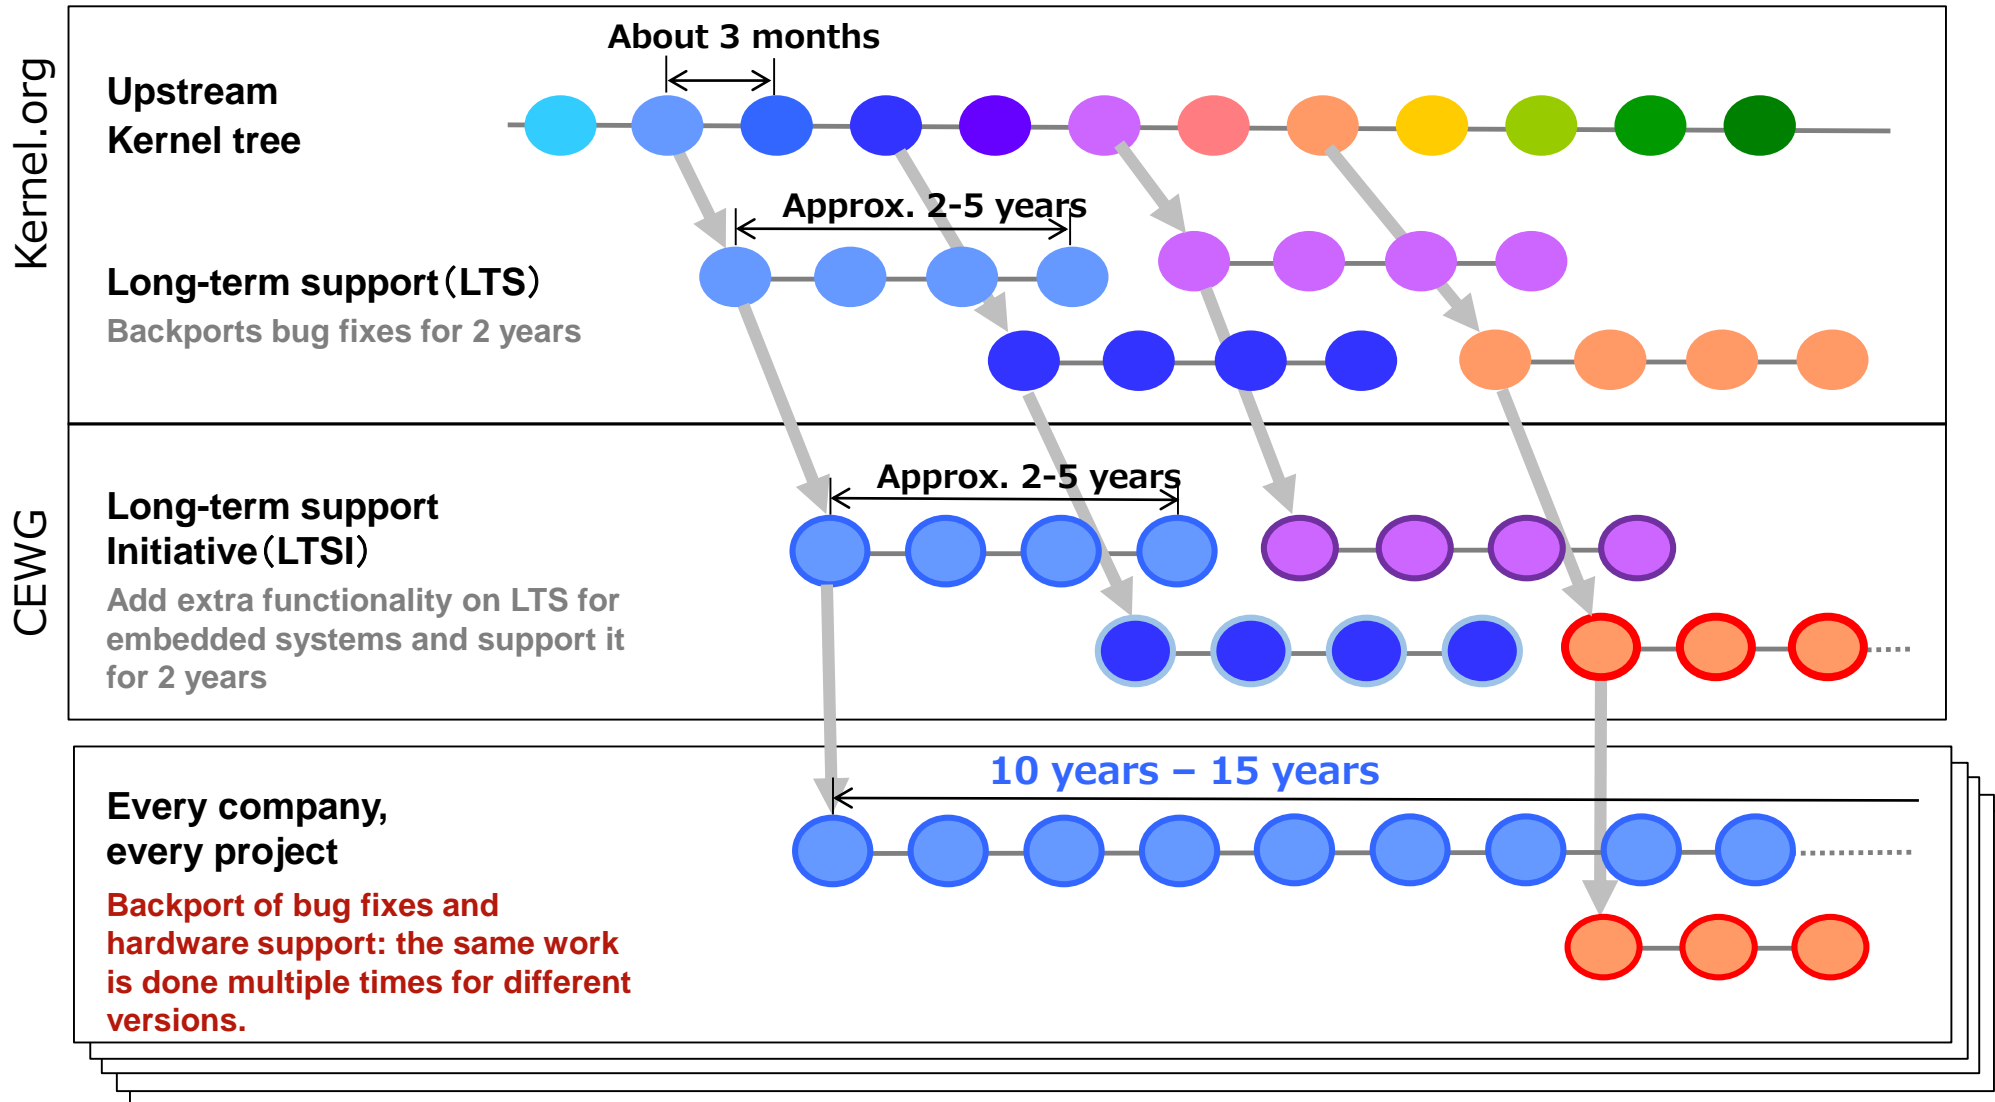 Kernel.org
About 3 months
Upstream
Kernel tree
Approx. 2-5 years
Long-term support（LTS）
Backports bug fixes for 2 years
CEWG
Approx. 2-5 years
Long-term support
Initiative（LTSI）
Add extra functionality on LTS for
embedded systems and support it
for 2 years
10 years – 15 years
Every company,
every project
Backport of bug fixes and
hardware support: the same work
is done multiple times for different
versions.